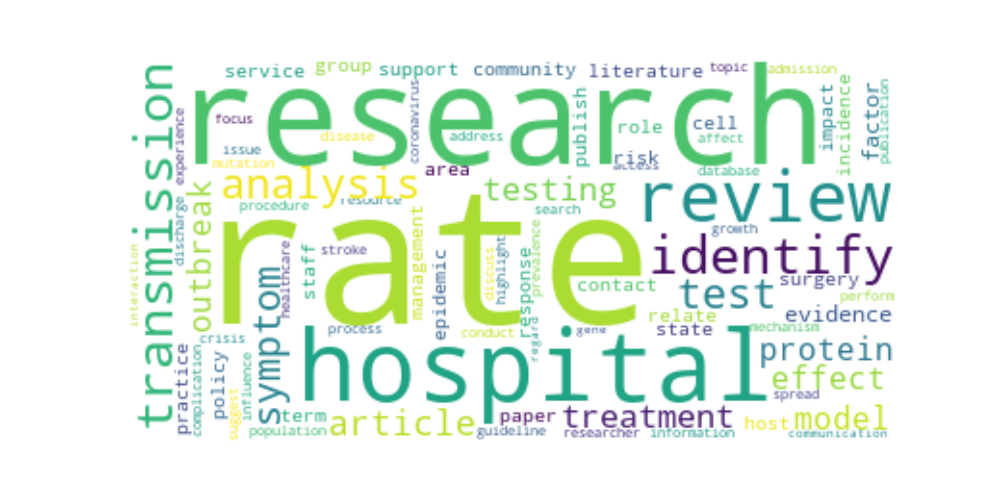 service group support community literature topic admission
research
transmission
experience
focus
issue
mutation
disease
coronavirus
address
publish
role
cell
affect
risk
access
database
impact
incidence
factor
publication
analysis
area
testing
review
outbreak
discharge
procedure
resource
search
growth
rate
identify
interaction
healthcare
staff
stroke
management
epidemic
discuss
highlight
response
prevalence
contact
test
surgery
perform
relate
evidence
symptom
process
conduct
regard
gene
state
mechanism
crisis
hospital
protein
practice
complication
policy
suggest
influence
effect
spread
term
article
paper
treatment
host
model
population
guideline
researcher
information
communication